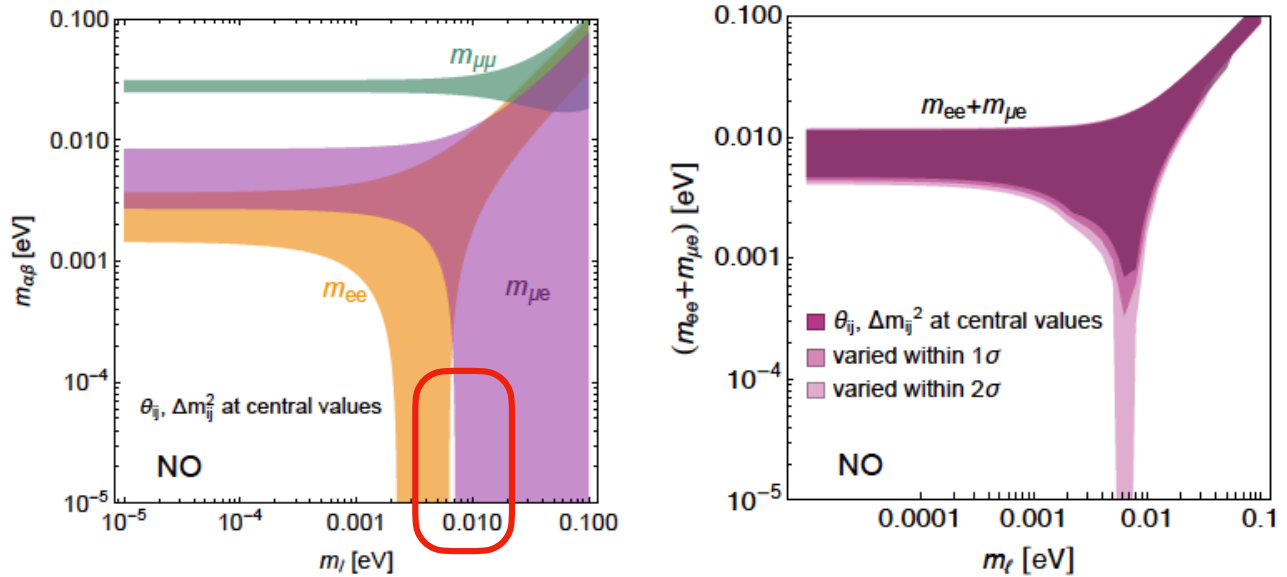 0.100
0.010
0.001
10⁻⁴
10⁻⁵
m_αβ [eV]
m_μμ
m_ee
m_μe
θ_ij, Δm²_ij at central values
NO
10⁻⁵
10⁻⁴
0.001
0.010
0.100
m_l [eV]
0.100
0.010
0.001
10⁻⁴
10⁻⁵
(m_ee+m_μe) [eV]
m_ee+m_μe
θ_ij, Δm_ij² at central values
varied within 1σ
varied within 2σ
NO
0.0001
0.001
0.01
0.1
m_ℓ [eV]